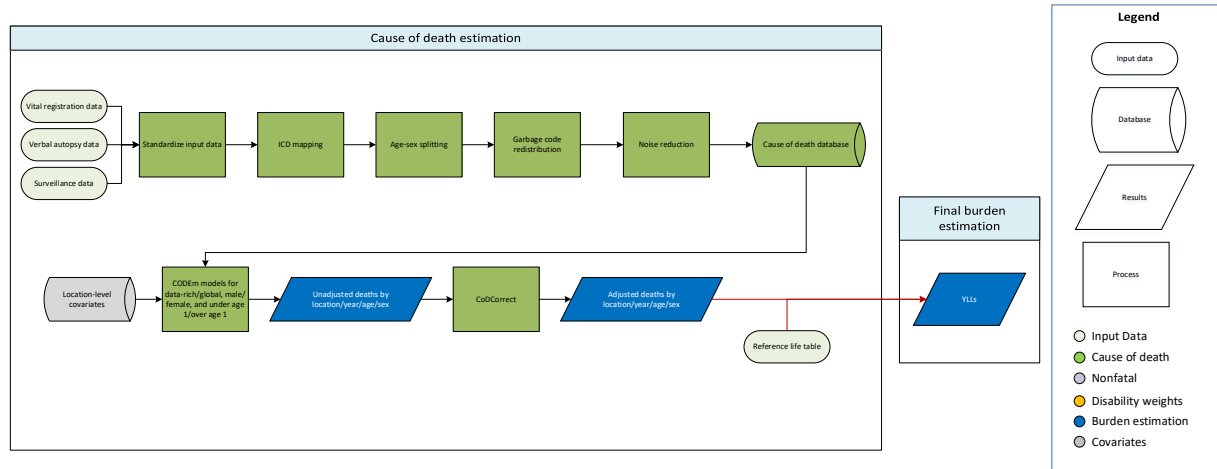 Cause of death estimation
Vital registration data
Verbal autopsy data
Surveillance data
Standardize input data
ICD mapping
Age-sex splitting
Garbage code
redistribution
Noise reduction
Cause of death database
Location-level
covariates
CODEm models for
data-rich/global, male/
female, and under age
1/over age 1
Unadjusted deaths by
location/year/age/sex
CoDCorrect
Adjusted deaths by
location/year/age/sex
Reference life table
Final burden
estimation
YLLs
Legend
Input data
Database
Results
Process
Input Data
Cause of death
Nonfatal
Disability weights
Burden estimation
Covariates